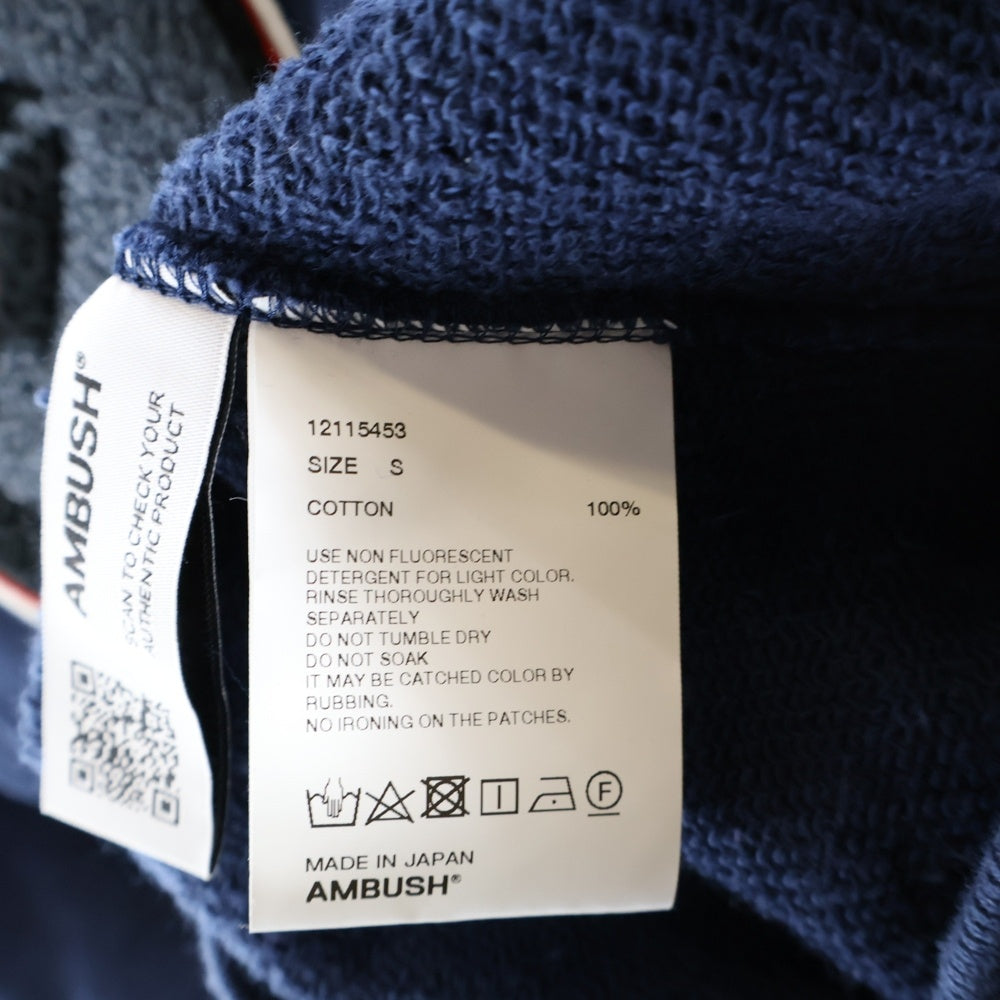 AMBUSH®
SCAN TO CHECK YOUR
AUTHENTIC PRODUCT
12115453
SIZE S
COTTON 100%
USE NON FLUORESCENT
DETERGENT FOR LIGHT COLOR.
RINSE THOROUGHLY WASH
SEPARATELY
DO NOT TUMBLE DRY
DO NOT SOAK
IT MAY BE CATCHED COLOR BY
RUBBING.
NO IRONING ON THE PATCHES.
F
MADE IN JAPAN
AMBUSH®